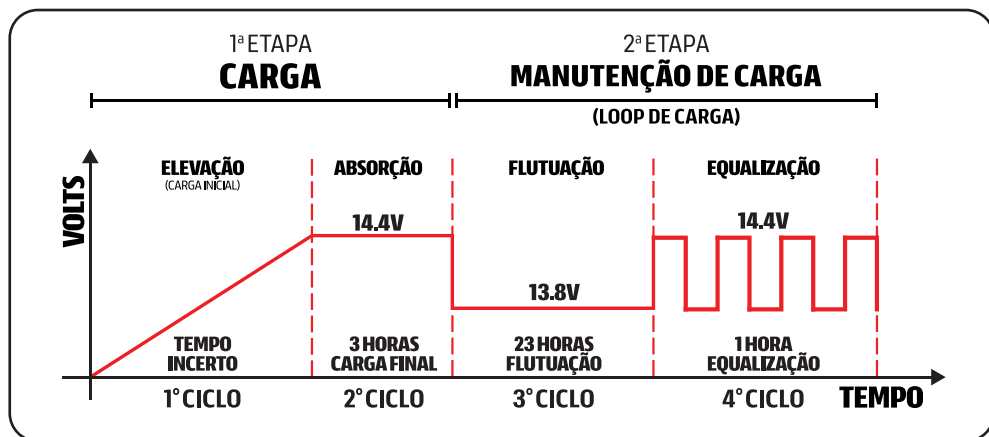 1ª ETAPA
CARGA
2ª ETAPA
MANUTENÇÃO DE CARGA
(LOOP DE CARGA)
VOLTS
ELEVAÇÃO
(CARGA INICIAL)
ABSORÇÃO
FLUTUAÇÃO
EQUALIZAÇÃO
14.4V
14.4V
13.8V
TEMPO
INCERTO
3 HORAS
CARGA FINAL
23 HORAS
FLUTUAÇÃO
1 HORA
EQUALIZAÇÃO
1° CICLO
2° CICLO
3° CICLO
4° CICLO
TEMPO